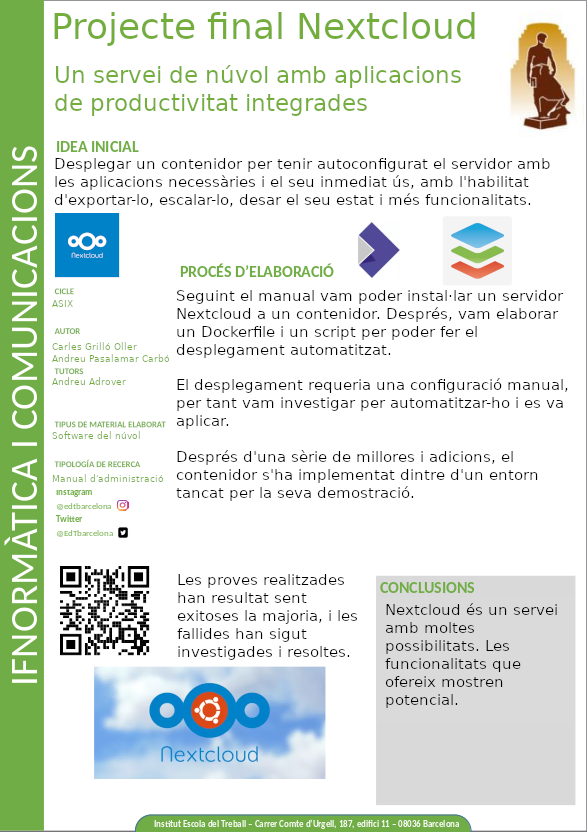 Projecte final Nextcloud
Un servei de núvol amb aplicacions
de productivitat integrades
IFNORMÀTICA I COMUNICACIONS
IDEA INICIAL
Desplegar un contenidor per tenir autoconfigurat el servidor amb
les aplicacions necessàries i el seu inmediat ús, amb l'habilitat
d'exportar-lo, escalar-lo, desar el seu estat i més funcionalitats.
Nextcloud
CICLE
ASIX
AUTOR
Carles Grilló Oller
Andreu Pasalamar Carbó
TUTORS
Andreu Adrover
TIPUS DE MATERIAL ELABORAT
Software del núvol
TIPOLOGÍA DE RECERCA
Manual d'administració
Instagram
@edtbarcelona
Twitter
@EdTbarcelona
PROCÉS D'ELABORACIÓ
Seguint el manual vam poder instal·lar un servidor
Nextcloud a un contenidor. Després, vam elaborar
un Dockerfile i un script per poder fer el
desplegament automatitzat.
El desplegament requeria una configuració manual,
per tant vam investigar per automatitzar-ho i es va
aplicar.
Després d'una sèrie de millores i adicions, el
contenidor s'ha implementat dintre d'un entorn
tancat per la seva demostració.
Les proves realitzades
han resultat sent
exitoses la majoria, i les
fallides han sigut
investigades i resoltes.
Nextcloud
CONCLUSIONS
Nextcloud és un servei
amb moltes
possibilitats. Les
funcionalitats que
ofereix mostren
potencial.
Institut Escola del Treball – Carrer Comte d'Urgell, 187, edifici 11 – 08036 Barcelona